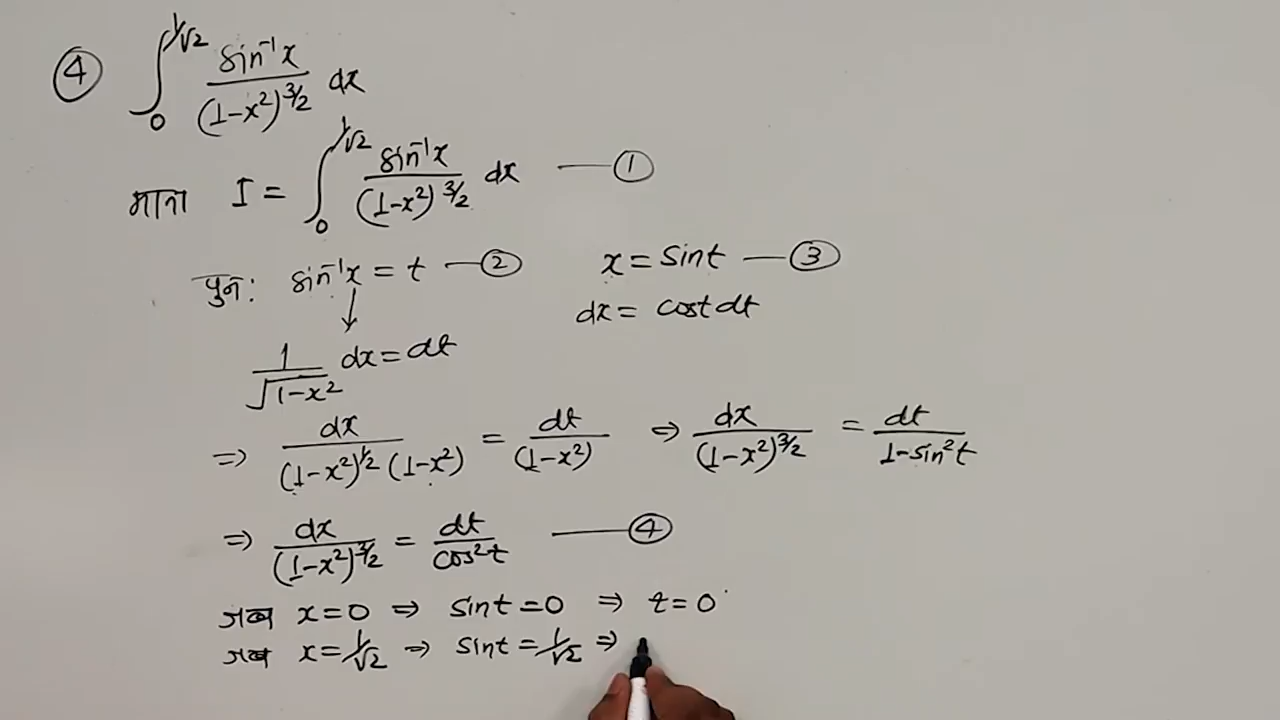 ④ ∫₀^{1/√2} sin⁻¹x / (1-x²)^{3/2} dx
माना I = ∫₀^{1/√2} sin⁻¹x / (1-x²)^{3/2} dx —— ①
पुनः sin⁻¹x = t —— ② x = sint —— ③
dx = cost dt
1/√(1-x²) dx = dt
⇒ dx / (1-x²)^{1/2} (1-x²) = dt / (1-x²) ⇒ dx / (1-x²)^{3/2} = dt / 1-sin²t
⇒ dx / (1-x²)^{3/2} = dt / cos²t —— ④
जब x = 0 ⇒ sint = 0 ⇒ t = 0
जब x = 1/√2 ⇒ sint = 1/√2 ⇒